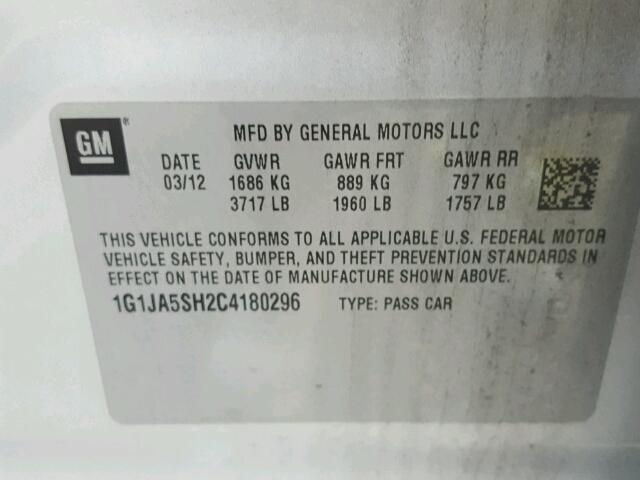 GM ®
MFD BY GENERAL MOTORS LLC
DATE GVWR GAWR FRT GAWR RR
03/12 1686 KG 889 KG 797 KG
3717 LB 1960 LB 1757 LB
THIS VEHICLE CONFORMS TO ALL APPLICABLE U.S. FEDERAL MOTOR
VEHICLE SAFETY, BUMPER, AND THEFT PREVENTION STANDARDS IN
EFFECT ON THE DATE OF MANUFACTURE SHOWN ABOVE.
1G1JA5SH2C4180296 TYPE: PASS CAR